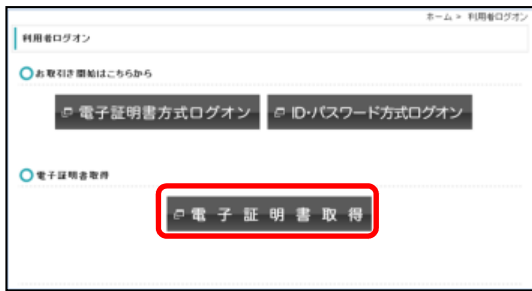 ホーム > 利用者ログオン
利用者ログオン
お取引き開始はこちらから
電子証明書方式ログオン
ID・パスワード方式ログオン
電子証明書取得
電子証明書取得